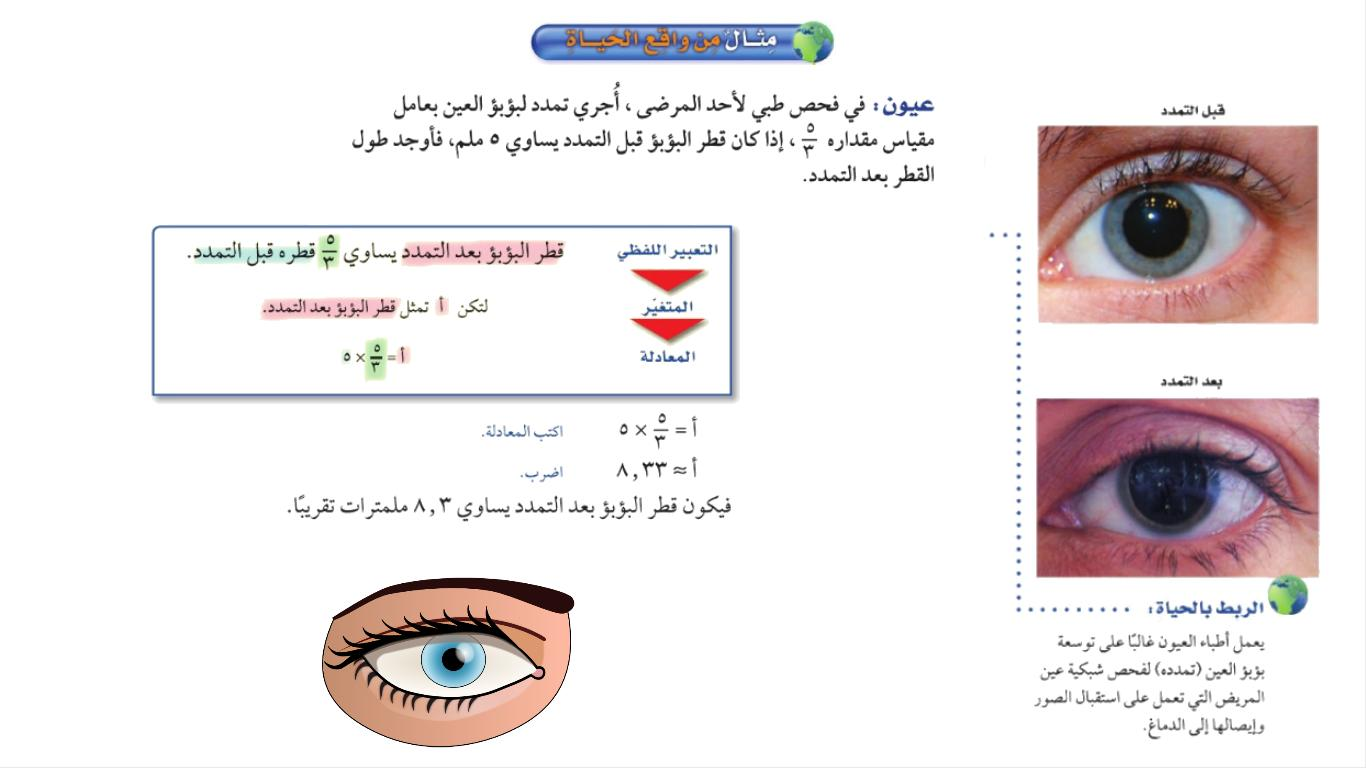 مِثَالٌ مِن واقِعِ الحيَاةِ
عيون: في فحص طبي لأحد المرضى ، أُجري تمدد لبؤبؤ العين بعامل
مقياس مقداره ٥/٣ ، إذا كان قطر البؤبؤ قبل التمدد يساوي ٥ ملم، فأوجد طول
القطر بعد التمدد.
قبل التمدد
التعبير اللفظي قطر البؤبؤ بعد التمدد يساوي ٥/٣ قطره قبل التمدد.
المتغيّر لتكن أ تمثل قطر البؤبؤ بعد التمدد.
المعادلة أ = ٥/٣ × ٥
أ = ٥/٣ × ٥ اكتب المعادلة.
أ ≈ ٨,٣٣ اضرب.
فيكون قطر البؤبؤ بعد التمدد يساوي ٨,٣ ملمترات تقريبًا.
بعد التمدد
الربط بالحياة:
يعمل أطباء العيون غالبًا على توسعة
بؤبؤ العين (تمدده) لفحص شبكية عين
المريض التي تعمل على استقبال الصور
وإيصالها إلى الدماغ.